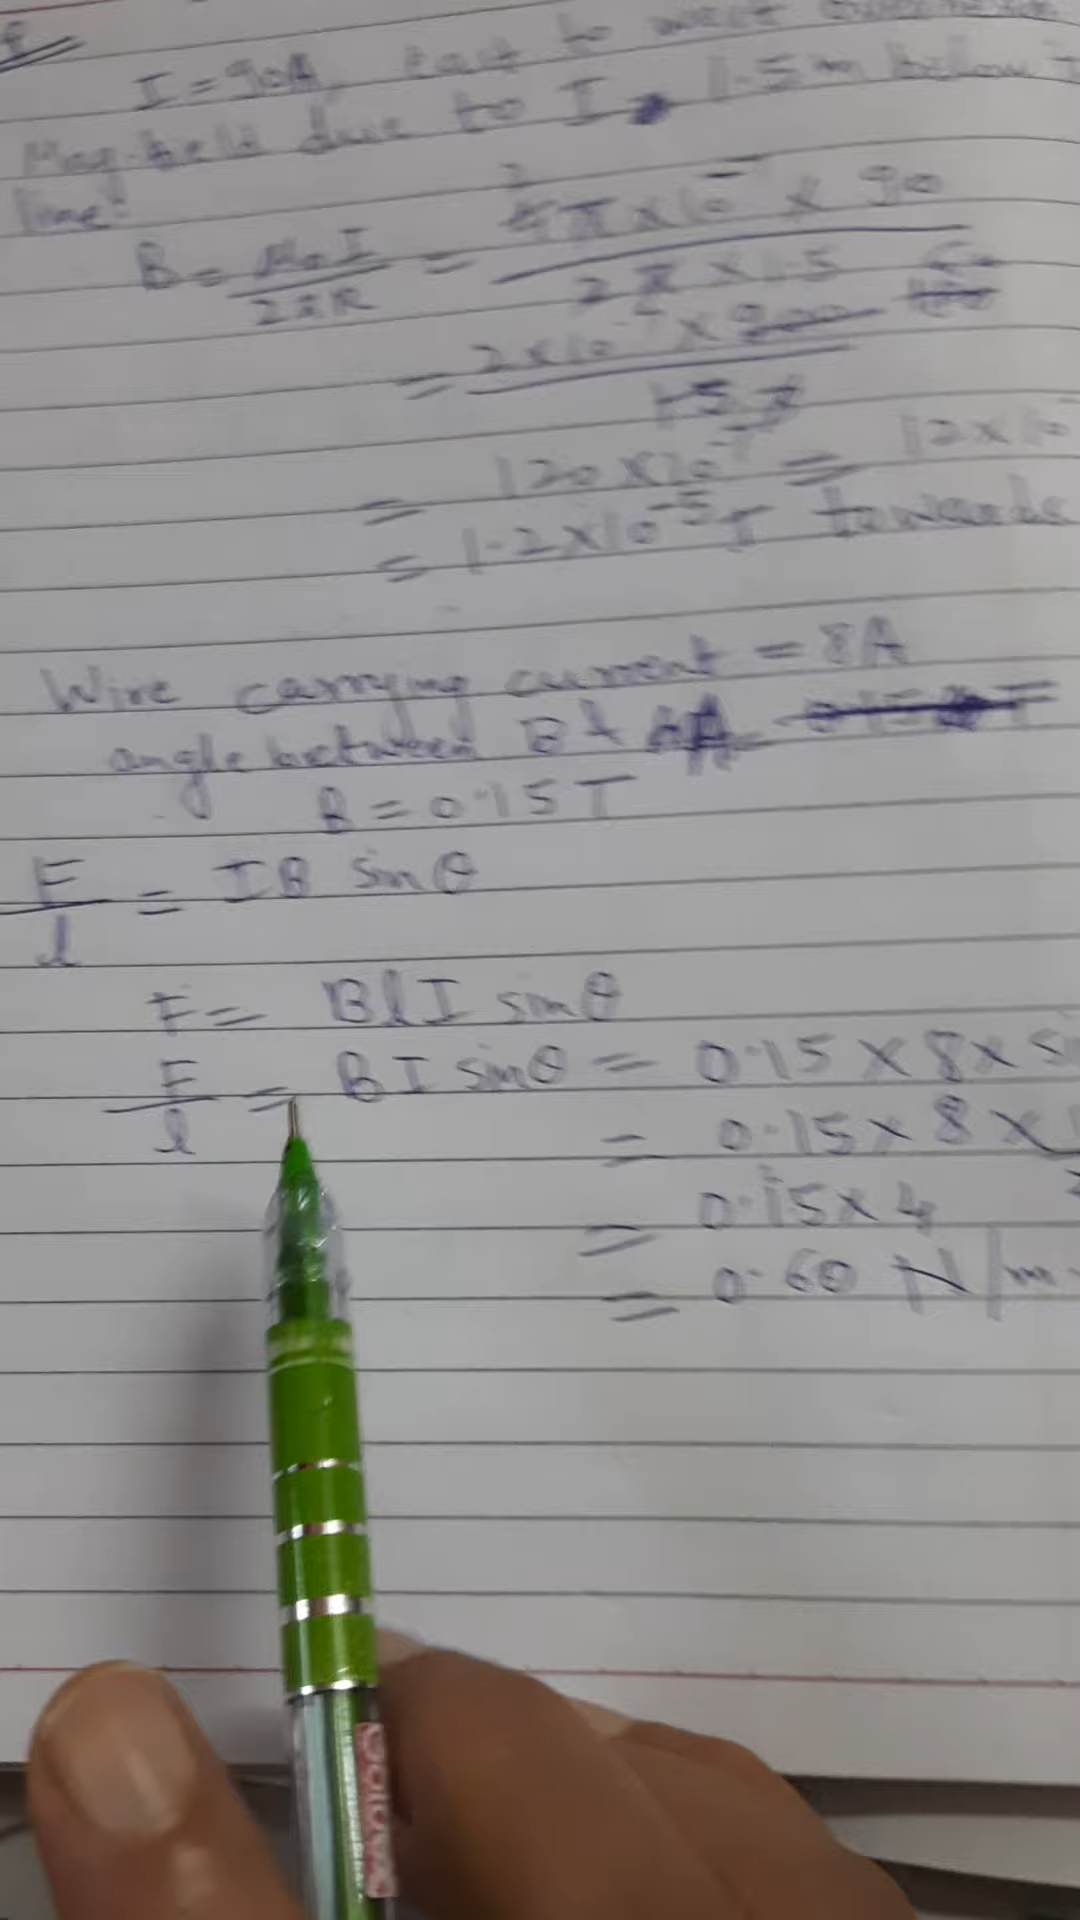 I = 90A, East to west
Mag. field due to I 1.5m below
line!
B = μ₀I / 2πR = 4π×10⁻⁷ × 90 / 2π × 1.5
= 2×10⁻⁷ × 900 / 15
= 120 × 10⁻⁷ = 12×10
= 1.2×10⁻⁵ T towards
Wire carrying current = 8A
angle between B &
B = 0.15T
F/l = IB sinθ
F = BlI sinθ
F/l = BI sinθ = 0.15 × 8 ×
= 0.15 × 8 ×
= 0.15 × 4
= 0.60 N/m.